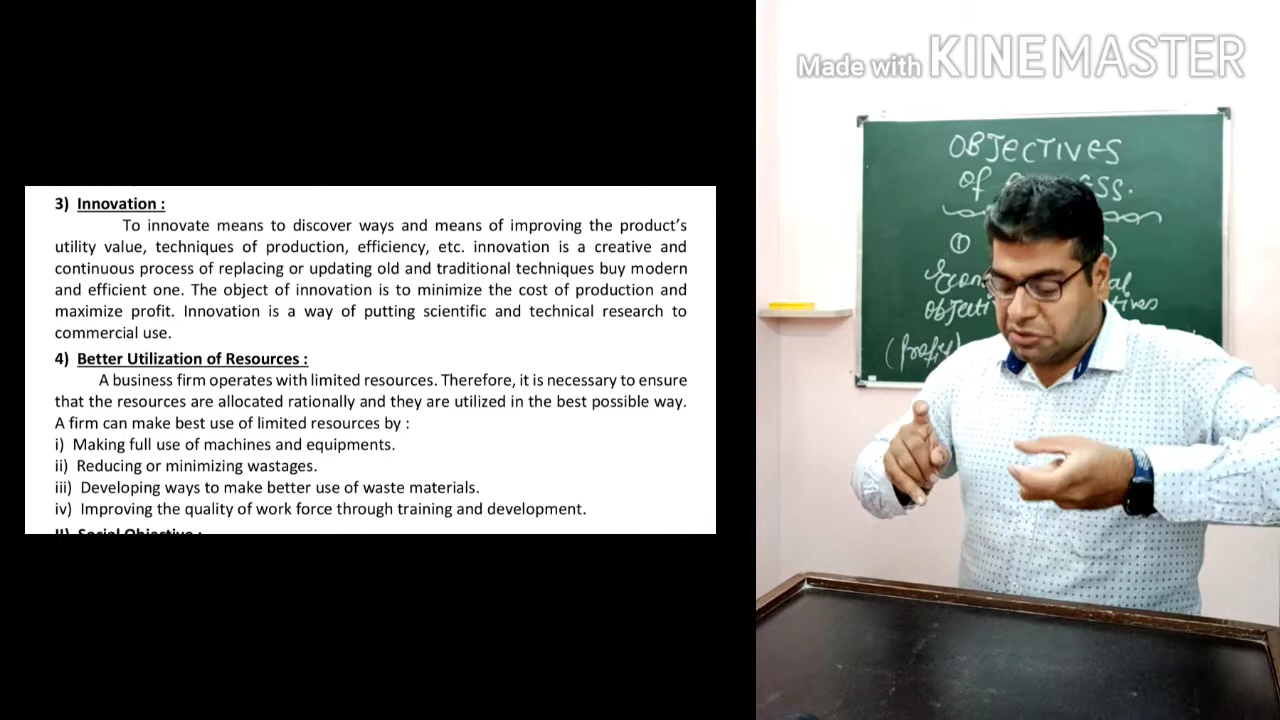 3) Innovation :
To innovate means to discover ways and means of improving the product's
utility value, techniques of production, efficiency, etc. innovation is a creative and
continuous process of replacing or updating old and traditional techniques buy modern
and efficient one. The object of innovation is to minimize the cost of production and
maximize profit. Innovation is a way of putting scientific and technical research to
commercial use.
4) Better Utilization of Resources :
A business firm operates with limited resources. Therefore, it is necessary to ensure
that the resources are allocated rationally and they are utilized in the best possible way.
A firm can make best use of limited resources by :
i) Making full use of machines and equipments.
ii) Reducing or minimizing wastages.
iii) Developing ways to make better use of waste materials.
iv) Improving the quality of work force through training and development.
II) Social Objective :
Made with KINEMASTER
OBJECTIVES
of
①